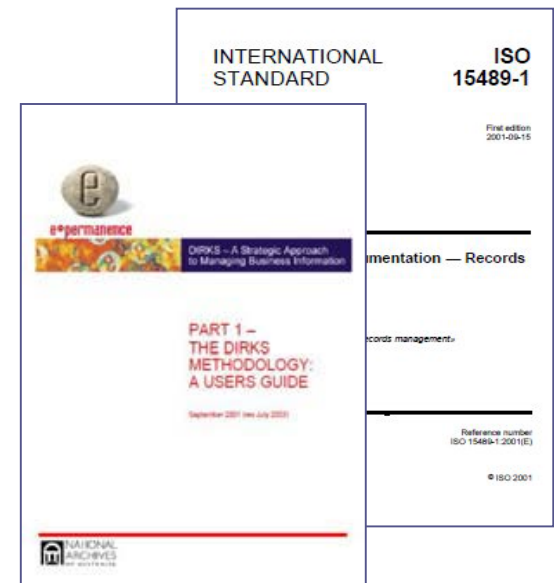 INTERNATIONAL
STANDARD
ISO
15489-1
First edition
2001-09-15
umentation — Records
ecords management»
Reference number
ISO 15489-1:2001(E)
© ISO 2001
e
e•permanence
DIRKS – A Strategic Approach
to Managing Business Information
PART 1 –
THE DIRKS
METHODOLOGY:
A USERS GUIDE
September 2001 (rev July 2003)
NATIONAL
ARCHIVES
OF AUSTRALIA